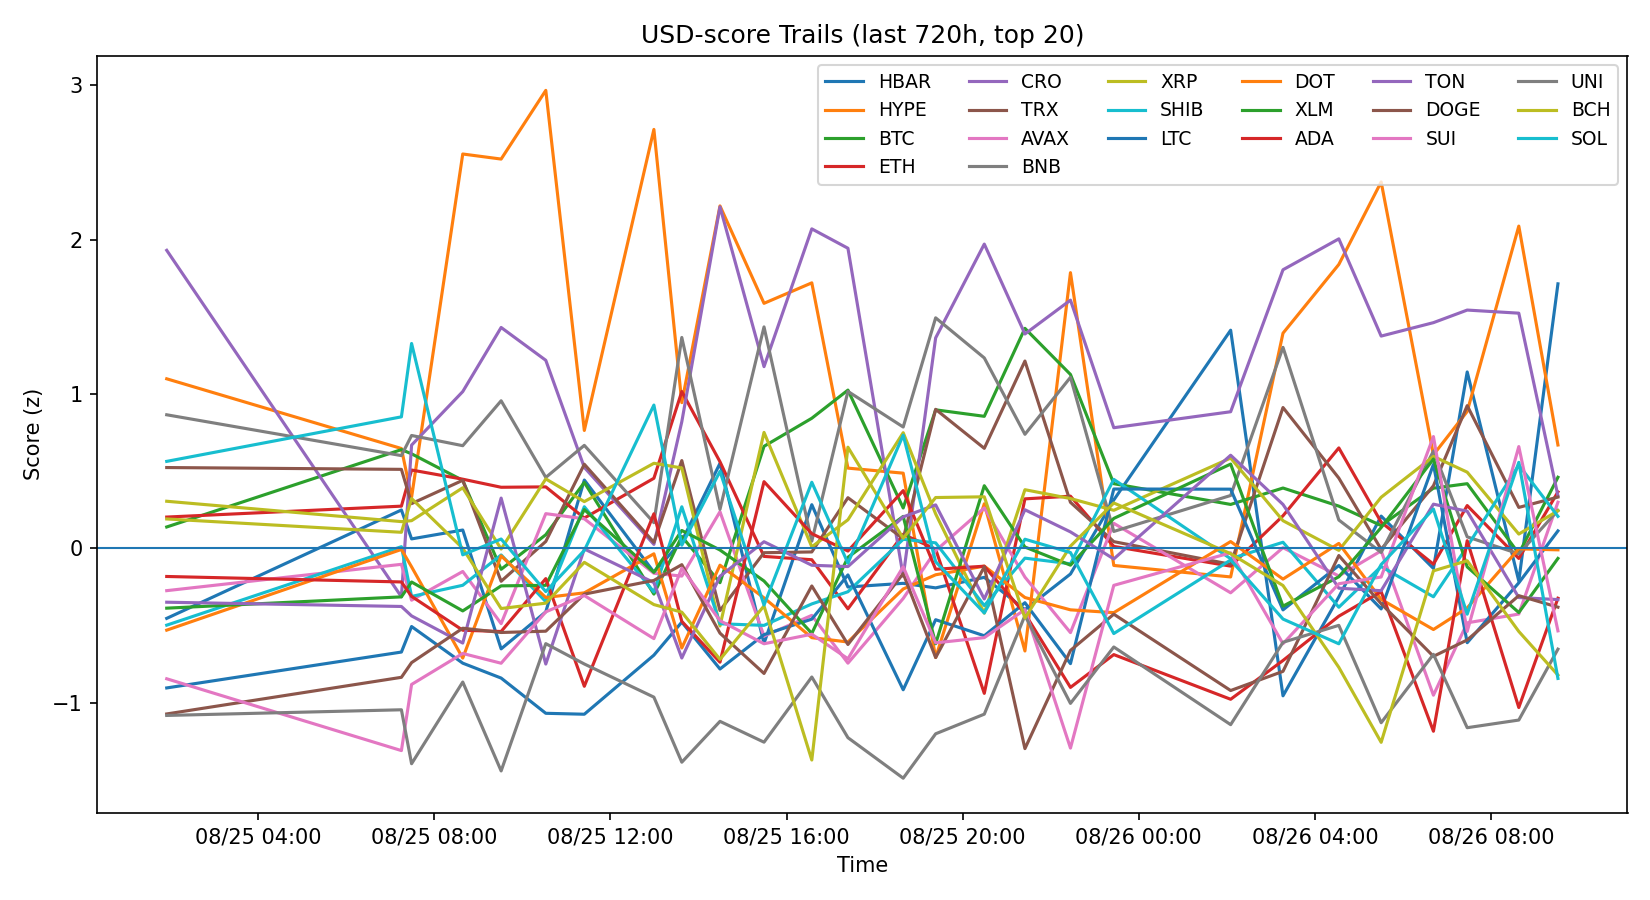 USD-score Trails (last 720h, top 20)
HBAR CRO XRP DOT TON UNI
HYPE TRX SHIB XLM DOGE BCH
BTC AVAX LTC ADA SUI SOL
ETH BNB
3
2
1
0
−1
Score (z)
08/25 04:00 08/25 08:00 08/25 12:00 08/25 16:00 08/25 20:00 08/26 00:00 08/26 04:00 08/26 08:00
Time